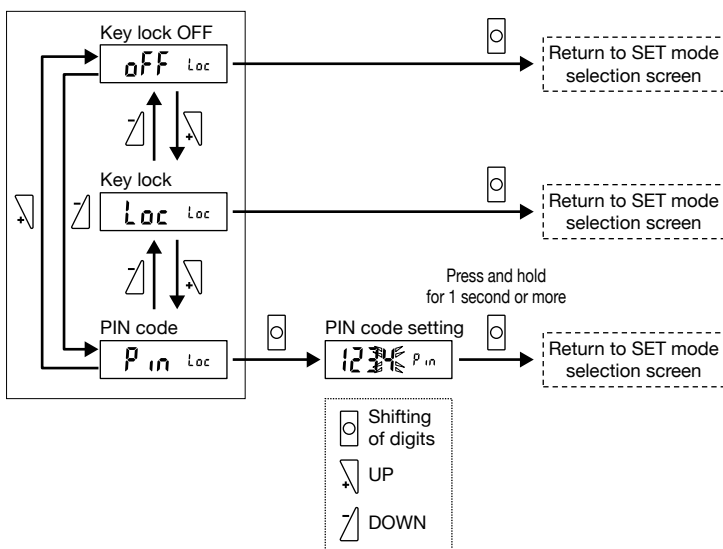 Key lock OFF
oFF Loc
Return to SET mode
selection screen
- +
Key lock
Loc Loc
Return to SET mode
selection screen
+ -
- +
Press and hold
for 1 second or more
PIN code
Pin Loc
PIN code setting
1234 Pin
Return to SET mode
selection screen
Shifting
of digits
+ UP
- DOWN